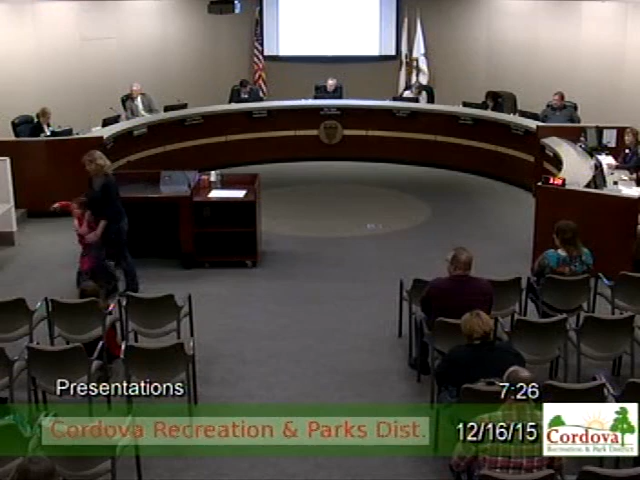 Presentations
7:26
Cordova Recreation & Parks Dist.
12/16/15
Cordova
Recreation & Park District